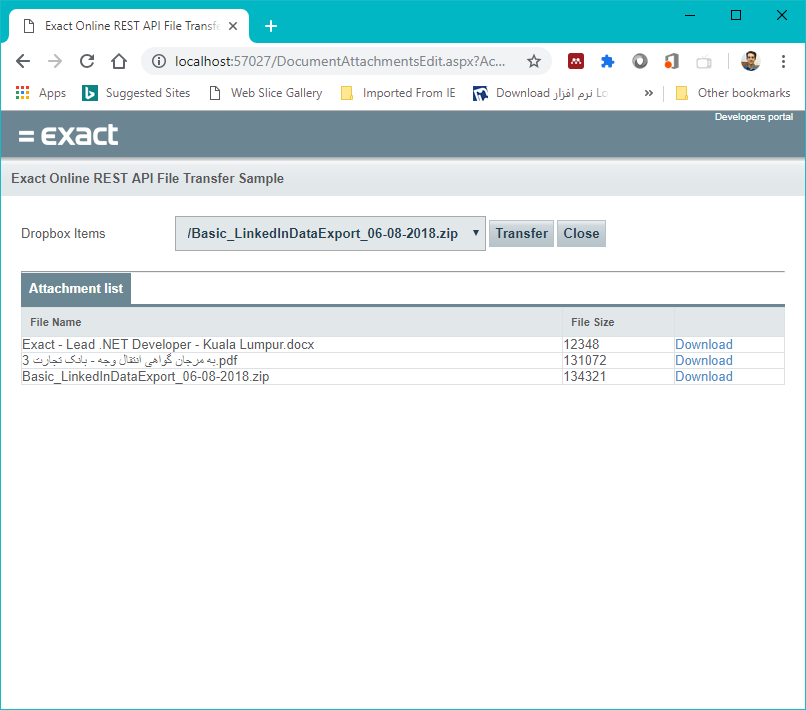 Exact Online REST API File Transfe
localhost:57027/DocumentAttachmentsEdit.aspx?Ac...
Apps Suggested Sites Web Slice Gallery Imported From IE Download نرم افزار Lo » Other bookmarks
Developers portal
= exact
Exact Online REST API File Transfer Sample
Dropbox Items /Basic_LinkedInDataExport_06-08-2018.zip Transfer Close
Attachment list
File Name File Size
Exact - Lead .NET Developer - Kuala Lumpur.docx 12348 Download
3 به مرجان گواهی انتقال وجه - بانک تجارت.pdf 131072 Download
Basic_LinkedInDataExport_06-08-2018.zip 134321 Download